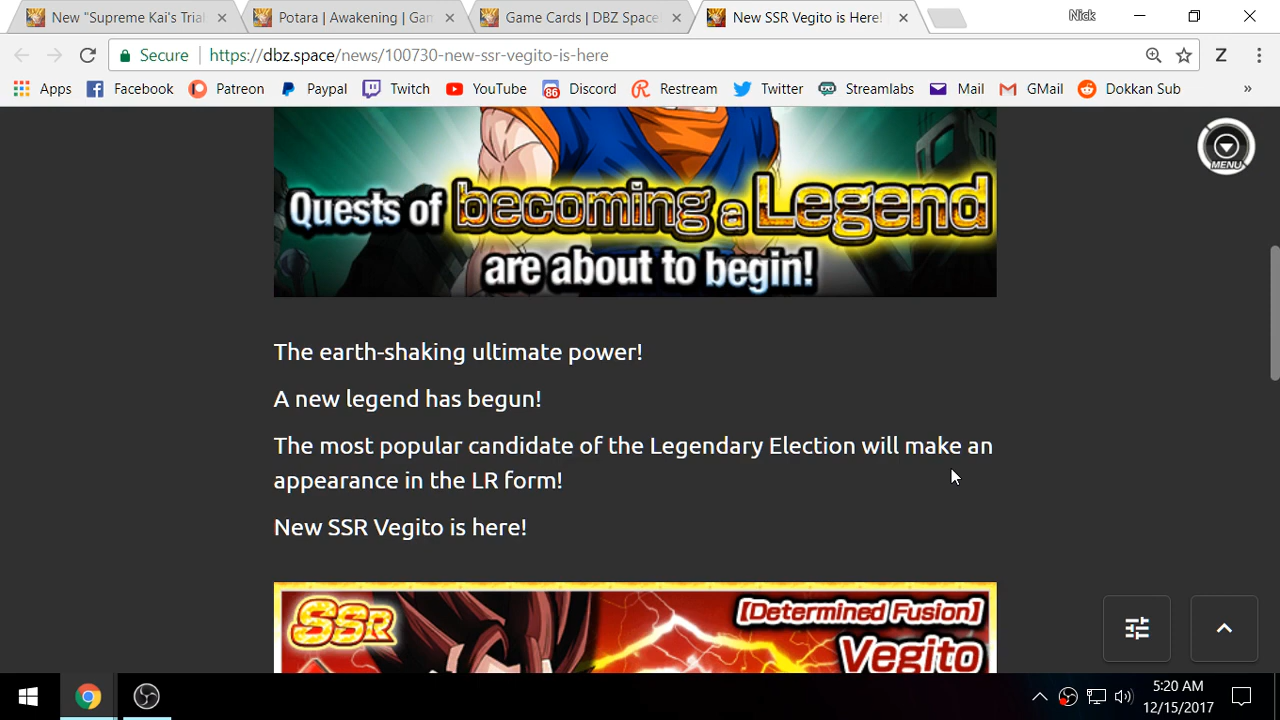 New "Supreme Kai's Trial
Potara | Awakening | Gam
Game Cards | DBZ Space
New SSR Vegito is Here!
Nick
Secure
https://dbz.space/news/100730-new-ssr-vegito-is-here
Z
Apps
Facebook
Patreon
Paypal
Twitch
YouTube
86
Discord
Restream
Twitter
Streamlabs
Mail
GMail
Dokkan Sub
»
MENU
Quests of becoming a Legend
are about to begin!
The earth-shaking ultimate power!
A new legend has begun!
The most popular candidate of the Legendary Election will make an
appearance in the LR form!
New SSR Vegito is here!
SSR
[Determined Fusion]
Vegito
5:20 AM
12/15/2017